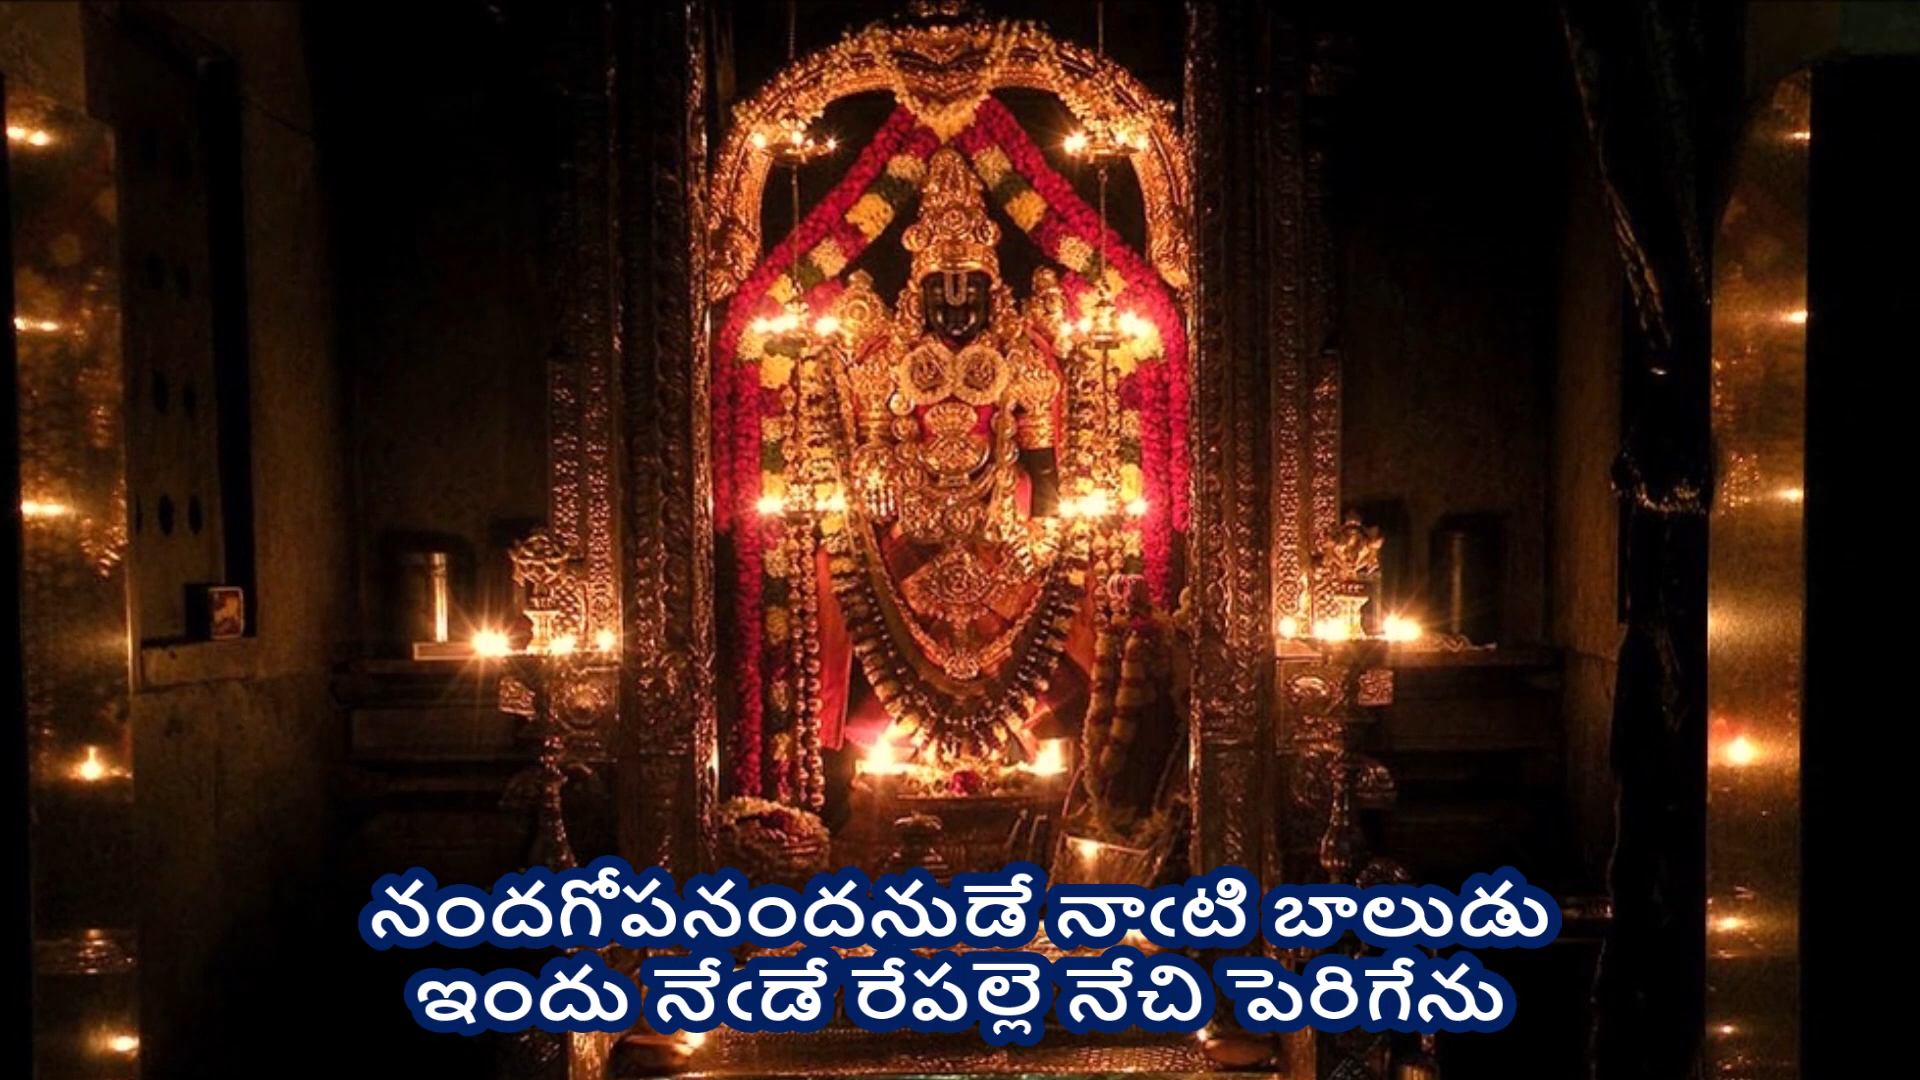 నందగోపనందనుడే నాఁటి బాలుడు
ఇందు నేఁడే రేపల్లె నేచి పెరిగేను